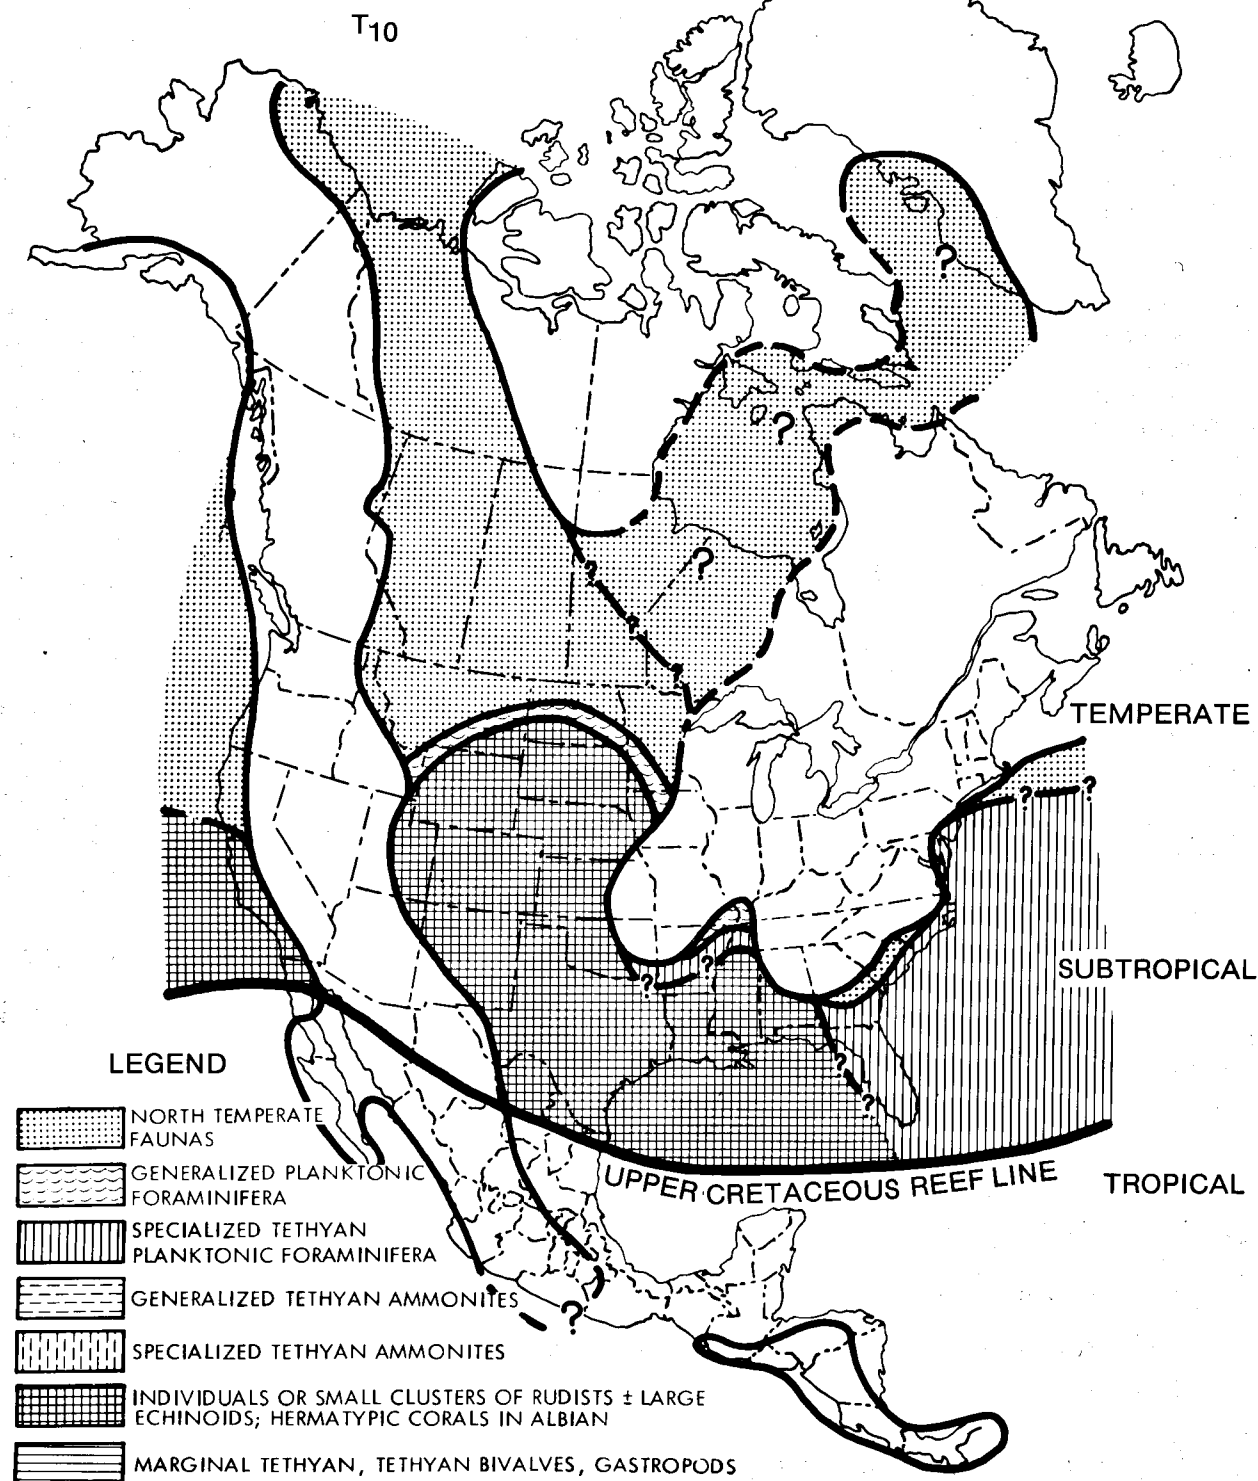 T10
?
?
?
?
?
?
TEMPERATE
? ?
SUBTROPICAL
?
?
?
?
LEGEND
NORTH TEMPERATE
FAUNAS
GENERALIZED PLANKTONIC
FORAMINIFERA
UPPER CRETACEOUS REEF LINE
TROPICAL
SPECIALIZED TETHYAN
PLANKTONIC FORAMINIFERA
GENERALIZED TETHYAN AMMONITES
?
SPECIALIZED TETHYAN AMMONITES
INDIVIDUALS OR SMALL CLUSTERS OF RUDISTS ± LARGE
ECHINOIDS; HERMATYPIC CORALS IN ALBIAN
MARGINAL TETHYAN, TETHYAN BIVALVES, GASTROPODS